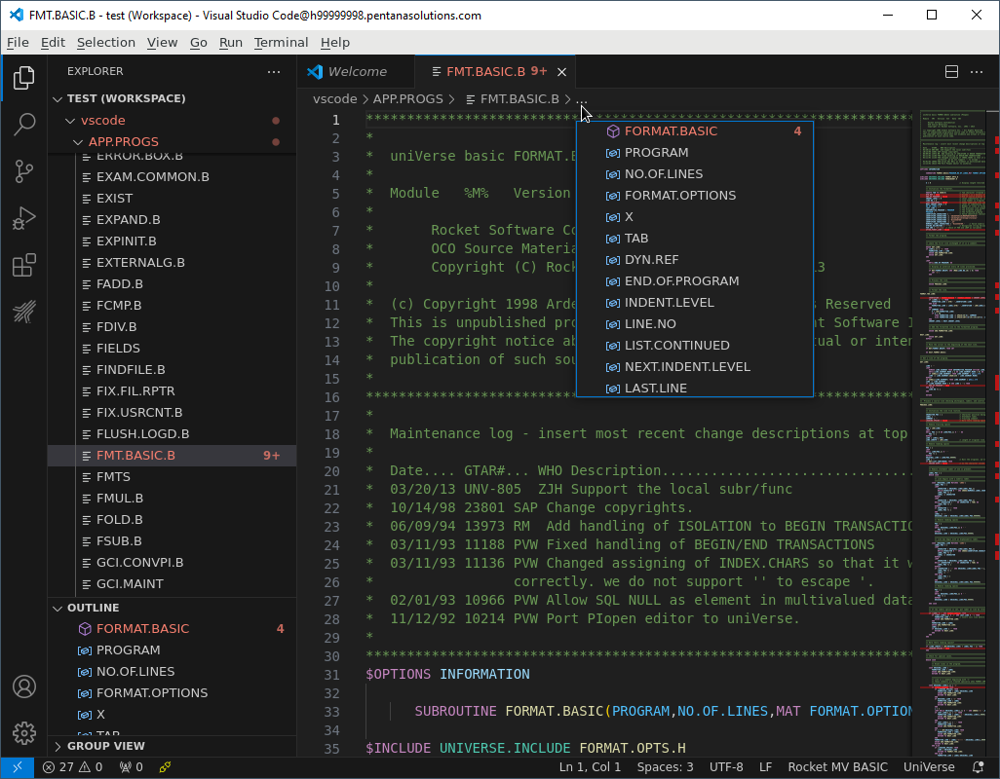 FMT.BASIC.B - test (Workspace) - Visual Studio Code@h99999998.pentanasolutions.com
File Edit Selection View Go Run Terminal Help
EXPLORER
TEST (WORKSPACE)
vscode
APP.PROGS
ERROR.BOX.B
EXAM.COMMON.B
EXIST
EXPAND.B
EXPINIT.B
EXTERNALG.B
FADD.B
FCMP.B
FDIV.B
FIELDS
FINDFILE.B
FIX.FIL.RPTR
FIX.USRCNT.B
FLUSH.LOGD.B
FMT.BASIC.B 9+
FMTS
FMUL.B
FOLD.B
FSUB.B
GCI.CONVPI.B
GCI.MAINT
OUTLINE
FORMAT.BASIC 4
PROGRAM
NO.OF.LINES
FORMAT.OPTIONS
X
TAB
GROUP VIEW
Welcome
FMT.BASIC.B 9+
vscode > APP.PROGS > FMT.BASIC.B > ...
FORMAT.BASIC 4
PROGRAM
NO.OF.LINES
FORMAT.OPTIONS
X
TAB
DYN.REF
END.OF.PROGRAM
INDENT.LEVEL
LINE.NO
LIST.CONTINUED
NEXT.INDENT.LEVEL
LAST.LINE
1 *******************************************************************
2 *
3 *  uniVerse basic FORMAT.B
4 *
5 *  Module   %M%   Version
6 *
7 *       Rocket Software Co
8 *       OCO Source Materia
9 *       Copyright (C) Rock 3
10 *
11 *  (c) Copyright 1998 Arde s Reserved
12 *  This is unpublished pro t Software I
13 *  The copyright notice ab tual or inten
14 *  publication of such sou
15 *
16 *******************************************************************
17 *
18 *  Maintenance log - insert most recent change descriptions at top
19 *
20 *  Date.... GTAR#... WHO Description...............................
21 *  03/20/13 UNV-805  ZJH Support the local subr/func
22 *  10/14/98 23801 SAP Change copyrights.
23 *  06/09/94 13973 RM  Add handling of ISOLATION to BEGIN TRANSACTIO
24 *  03/11/93 11188 PVW Fixed handling of BEGIN/END TRANSACTIONS
25 *  03/11/93 11136 PVW Changed assigning of INDEX.CHARS so that it w
26 *                 correctly. we do not support '' to escape '.
27 *  02/01/93 10966 PVW Allow SQL NULL as element in multivalued data
28 *  11/12/92 10214 PVW Port PIopen editor to uniVerse.
29 *
30 *******************************************************************
31 $OPTIONS INFORMATION
32
33       SUBROUTINE FORMAT.BASIC(PROGRAM,NO.OF.LINES,MAT FORMAT.OPTION
34
35 $INCLUDE UNIVERSE.INCLUDE FORMAT.OPTS.H
27 0 0 Ln 1, Col 1 Spaces: 3 UTF-8 LF Rocket MV BASIC UniVerse